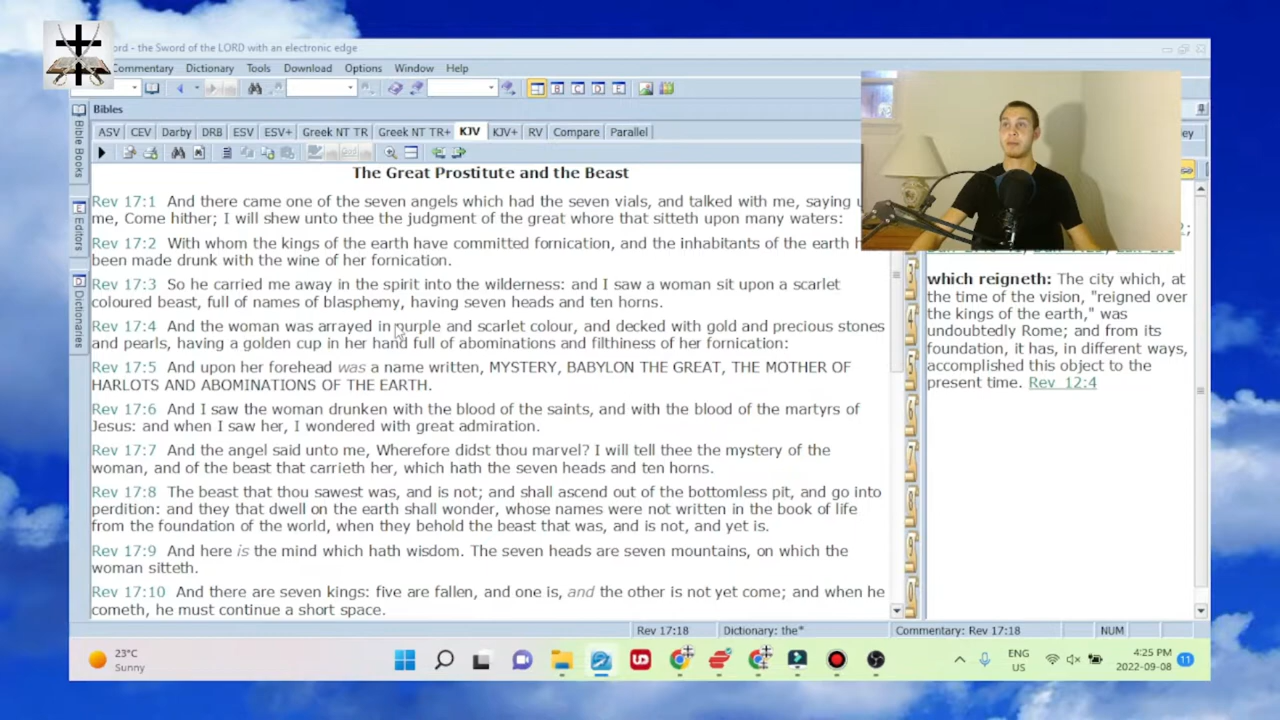 ord - the Sword of the LORD with an electronic edge
Commentary Dictionary Tools Download Options Window Help
B C D E
Bibles
ASV CEV Darby DRB ESV ESV+ Greek NT TR Greek NT TR+ KJV KJV+ RV Compare Parallel
Bible Books
Editors
Dictionaries
The Great Prostitute and the Beast
Rev 17:1 And there came one of the seven angels which had the seven vials, and talked with me, saying
me, Come hither; I will shew unto thee the judgment of the great whore that sitteth upon many waters:
Rev 17:2 With whom the kings of the earth have committed fornication, and the inhabitants of the earth
been made drunk with the wine of her fornication.
Rev 17:3 So he carried me away in the spirit into the wilderness: and I saw a woman sit upon a scarlet
coloured beast, full of names of blasphemy, having seven heads and ten horns.
Rev 17:4 And the woman was arrayed in purple and scarlet colour, and decked with gold and precious stones
and pearls, having a golden cup in her hand full of abominations and filthiness of her fornication:
Rev 17:5 And upon her forehead was a name written, MYSTERY, BABYLON THE GREAT, THE MOTHER OF
HARLOTS AND ABOMINATIONS OF THE EARTH.
Rev 17:6 And I saw the woman drunken with the blood of the saints, and with the blood of the martyrs of
Jesus: and when I saw her, I wondered with great admiration.
Rev 17:7 And the angel said unto me, Wherefore didst thou marvel? I will tell thee the mystery of the
woman, and of the beast that carrieth her, which hath the seven heads and ten horns.
Rev 17:8 The beast that thou sawest was, and is not; and shall ascend out of the bottomless pit, and go into
perdition: and they that dwell on the earth shall wonder, whose names were not written in the book of life
from the foundation of the world, when they behold the beast that was, and is not, and yet is.
Rev 17:9 And here is the mind which hath wisdom. The seven heads are seven mountains, on which the
woman sitteth.
Rev 17:10 And there are seven kings: five are fallen, and one is, and the other is not yet come; and when he
cometh, he must continue a short space.
which reigneth: The city which, at
the time of the vision, "reigned over
the kings of the earth," was
undoubtedly Rome; and from its
foundation, it has, in different ways,
accomplished this object to the
present time. Rev 12:4
Rev 17:18 Dictionary: the* Commentary: Rev 17:18 NUM
23°C
Sunny
UD
ENG
US
4:25 PM
2022-09-08
11